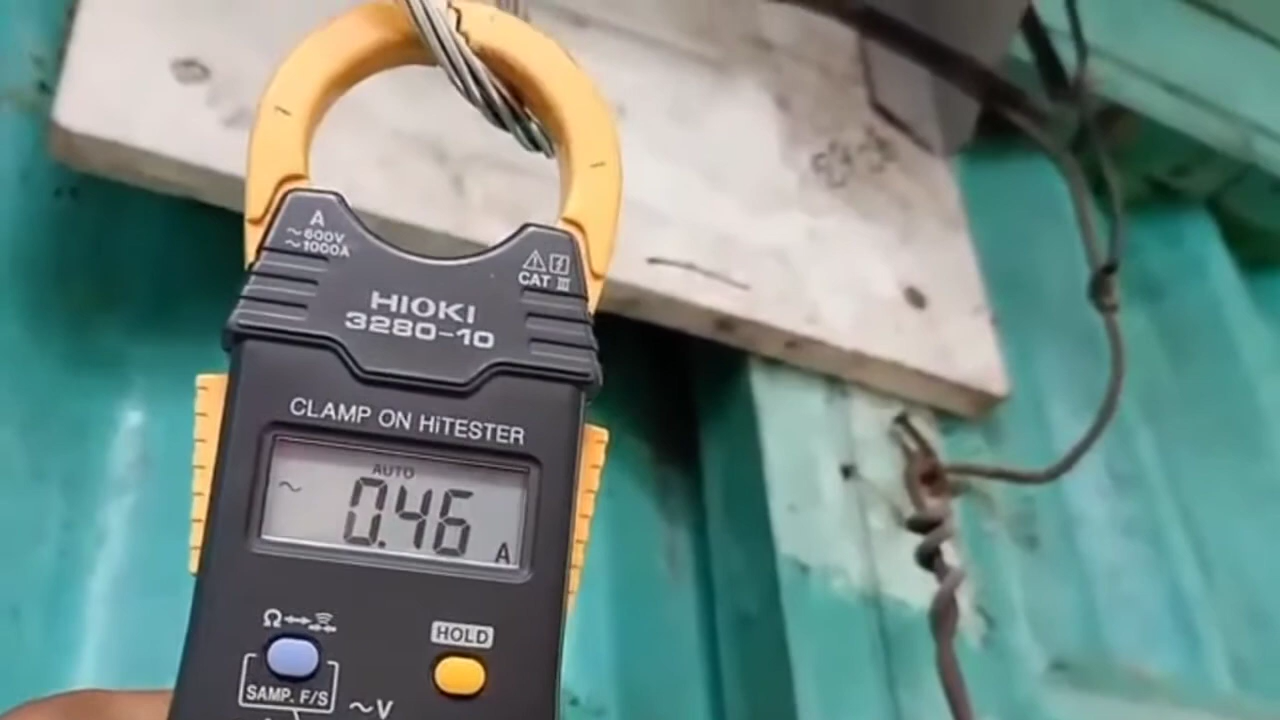 A
~600V
~1000A
CAT III
HIOKI
3280-10
CLAMP ON HiTESTER
AUTO
~ 0.46 A
Ω
HOLD
SAMP. F/S
~V